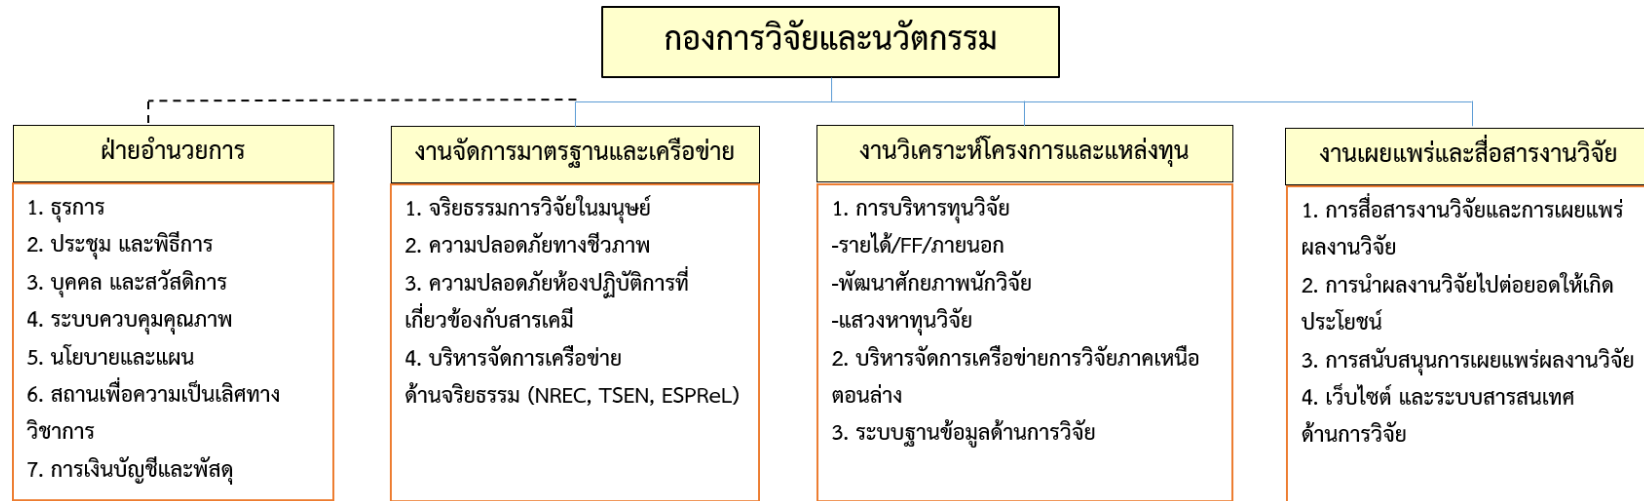 กองการวิจัยและนวัตกรรม
ฝ่ายอำนวยการ
1. ธุรการ
2. ประชุม และพิธีการ
3. บุคคล และสวัสดิการ
4. ระบบควบคุมคุณภาพ
5. นโยบายและแผน
6. สถานเพื่อความเป็นเลิศทาง
วิชาการ
7. การเงินบัญชีและพัสดุ
งานจัดการมาตรฐานและเครือข่าย
1. จริยธรรมการวิจัยในมนุษย์
2. ความปลอดภัยทางชีวภาพ
3. ความปลอดภัยห้องปฏิบัติการที่
เกี่ยวข้องกับสารเคมี
4. บริหารจัดการเครือข่าย
ด้านจริยธรรม (NREC, TSEN, ESPReL)
งานวิเคราะห์โครงการและแหล่งทุน
1. การบริหารทุนวิจัย
-รายได้/FF/ภายนอก
-พัฒนาศักยภาพนักวิจัย
-แสวงหาทุนวิจัย
2. บริหารจัดการเครือข่ายการวิจัยภาคเหนือ
ตอนล่าง
3. ระบบฐานข้อมูลด้านการวิจัย
งานเผยแพร่และสื่อสารงานวิจัย
1. การสื่อสารงานวิจัยและการเผยแพร่
ผลงานวิจัย
2. การนำผลงานวิจัยไปต่อยอดให้เกิด
ประโยชน์
3. การสนับสนุนการเผยแพร่ผลงานวิจัย
4. เว็บไซต์ และระบบสารสนเทศ
ด้านการวิจัย